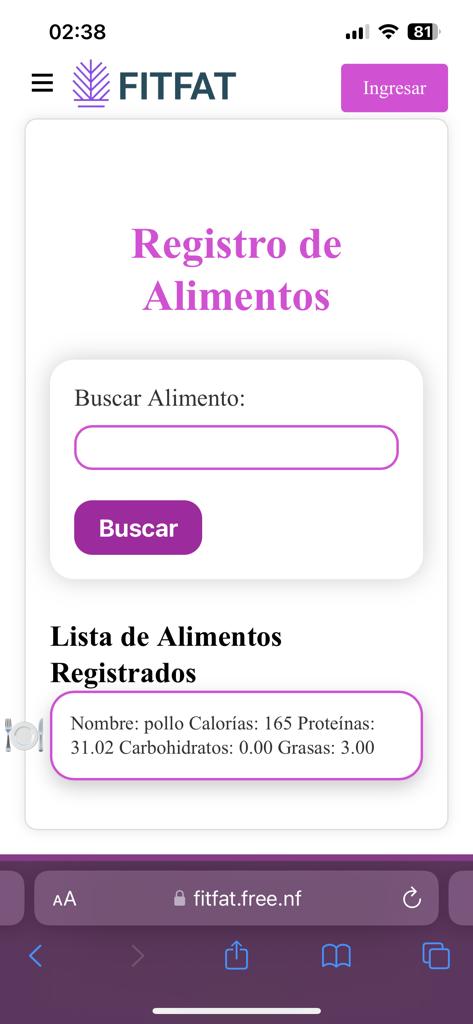 02:38
81
FITFAT
Ingresar
Registro de
Alimentos
Buscar Alimento:
Buscar
Lista de Alimentos
Registrados
Nombre: pollo Calorías: 165 Proteínas:
31.02 Carbohidratos: 0.00 Grasas: 3.00
AA
fitfat.free.nf